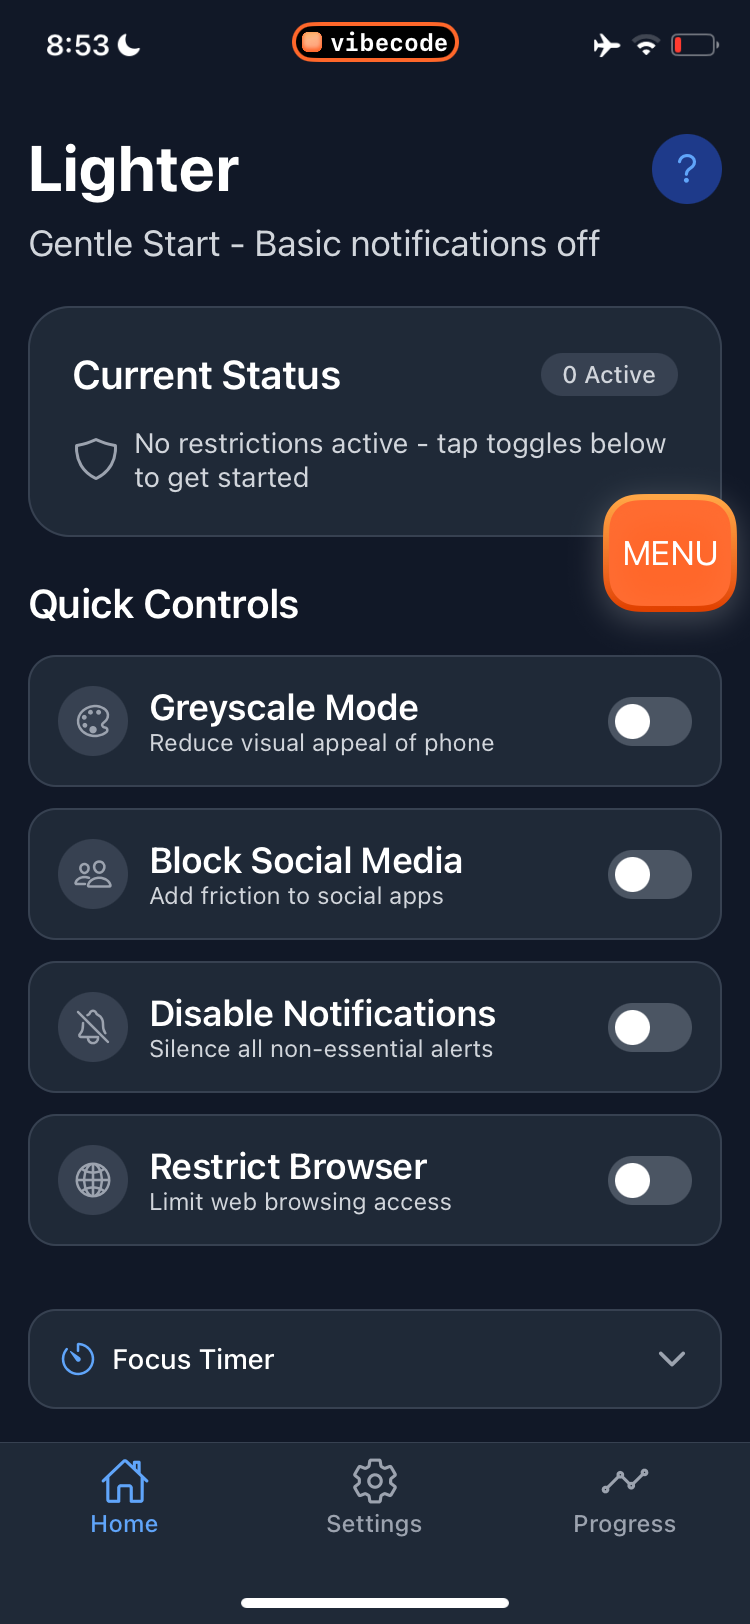 8:53
vibecode
Lighter
?
Gentle Start - Basic notifications off
Current Status
0 Active
No restrictions active - tap toggles below
to get started
MENU
Quick Controls
Greyscale Mode
Reduce visual appeal of phone
Block Social Media
Add friction to social apps
Disable Notifications
Silence all non-essential alerts
Restrict Browser
Limit web browsing access
Focus Timer
Home
Settings
Progress